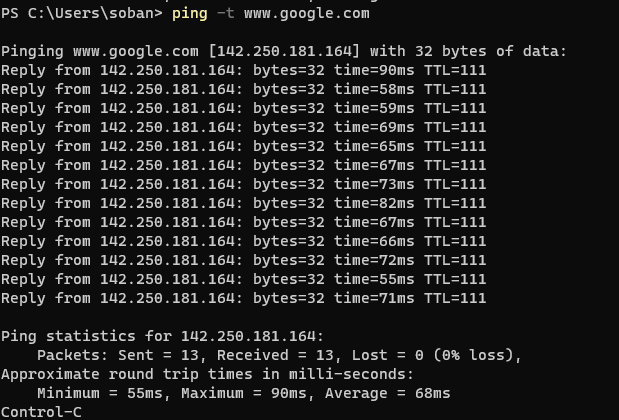 PS C:\Users\soban> ping -t www.google.com
Pinging www.google.com [142.250.181.164] with 32 bytes of data:
Reply from 142.250.181.164: bytes=32 time=90ms TTL=111
Reply from 142.250.181.164: bytes=32 time=58ms TTL=111
Reply from 142.250.181.164: bytes=32 time=59ms TTL=111
Reply from 142.250.181.164: bytes=32 time=69ms TTL=111
Reply from 142.250.181.164: bytes=32 time=65ms TTL=111
Reply from 142.250.181.164: bytes=32 time=67ms TTL=111
Reply from 142.250.181.164: bytes=32 time=73ms TTL=111
Reply from 142.250.181.164: bytes=32 time=82ms TTL=111
Reply from 142.250.181.164: bytes=32 time=67ms TTL=111
Reply from 142.250.181.164: bytes=32 time=66ms TTL=111
Reply from 142.250.181.164: bytes=32 time=72ms TTL=111
Reply from 142.250.181.164: bytes=32 time=55ms TTL=111
Reply from 142.250.181.164: bytes=32 time=71ms TTL=111
Ping statistics for 142.250.181.164:
Packets: Sent = 13, Received = 13, Lost = 0 (0% loss),
Approximate round trip times in milli-seconds:
Minimum = 55ms, Maximum = 90ms, Average = 68ms
Control-C